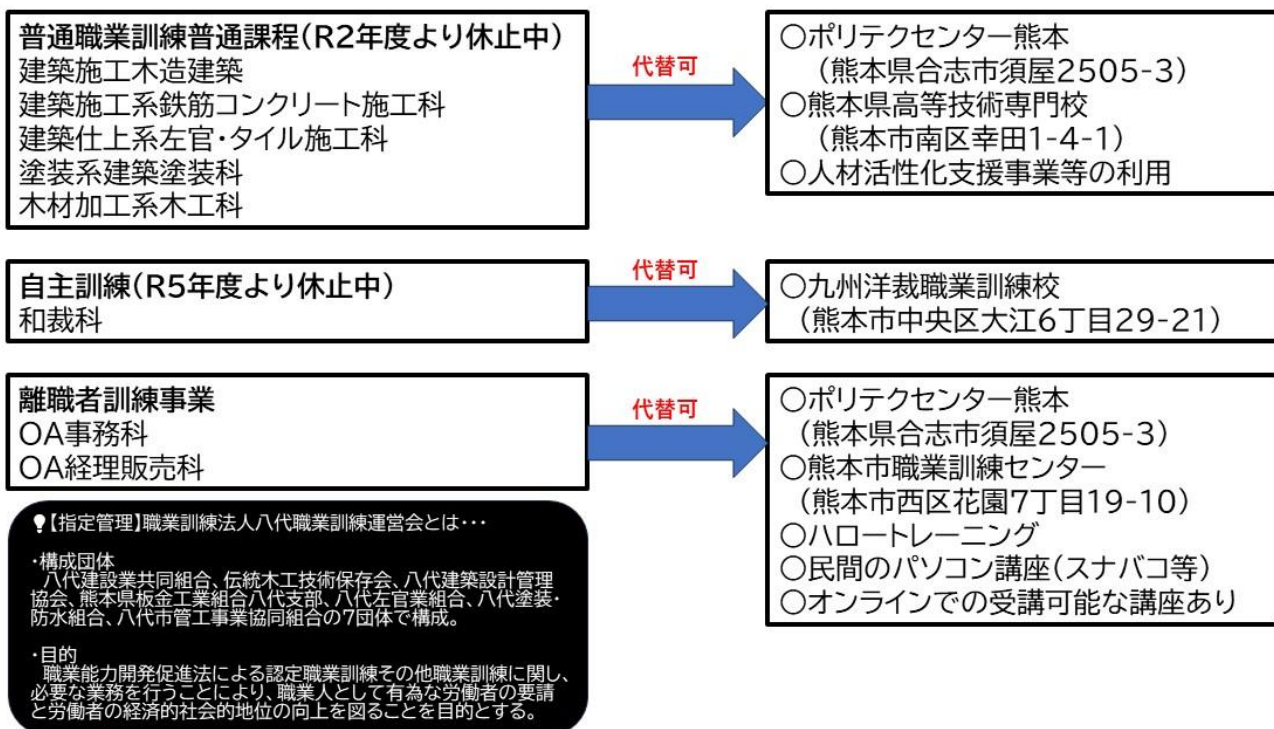 普通職業訓練普通課程(R2年度より休止中)
建築施工木造建築
建築施工系鉄筋コンクリート施工科
建築仕上系左官・タイル施工科
塗装系建築塗装科
木材加工系木工科
代替可
○ポリテクセンター熊本
(熊本県合志市須屋2505-3)
○熊本県高等技術専門校
(熊本市南区幸田1-4-1)
○人材活性化支援事業等の利用
自主訓練(R5年度より休止中)
和裁科
代替可
○九州洋裁職業訓練校
(熊本市中央区大江6丁目29-21)
離職者訓練事業
OA事務科
OA経理販売科
代替可
○ポリテクセンター熊本
(熊本県合志市須屋2505-3)
○熊本市職業訓練センター
(熊本市西区花園7丁目19-10)
○ハロートレーニング
○民間のパソコン講座(スナバコ等)
○オンラインでの受講可能な講座あり
【指定管理】職業訓練法人八代職業訓練運営会とは・・・
・構成団体
八代建設業共同組合、伝統木工技術保存会、八代建築設計管理
協会、熊本県板金工業組合八代支部、八代左官業組合、八代塗装・
防水組合、八代市管工事業協同組合の7団体で構成。
・目的
職業能力開発促進法による認定職業訓練その他職業訓練に関し、
必要な業務を行うことにより、職業人として有為な労働者の要請
と労働者の経済的社会的地位の向上を図ることを目的とする。